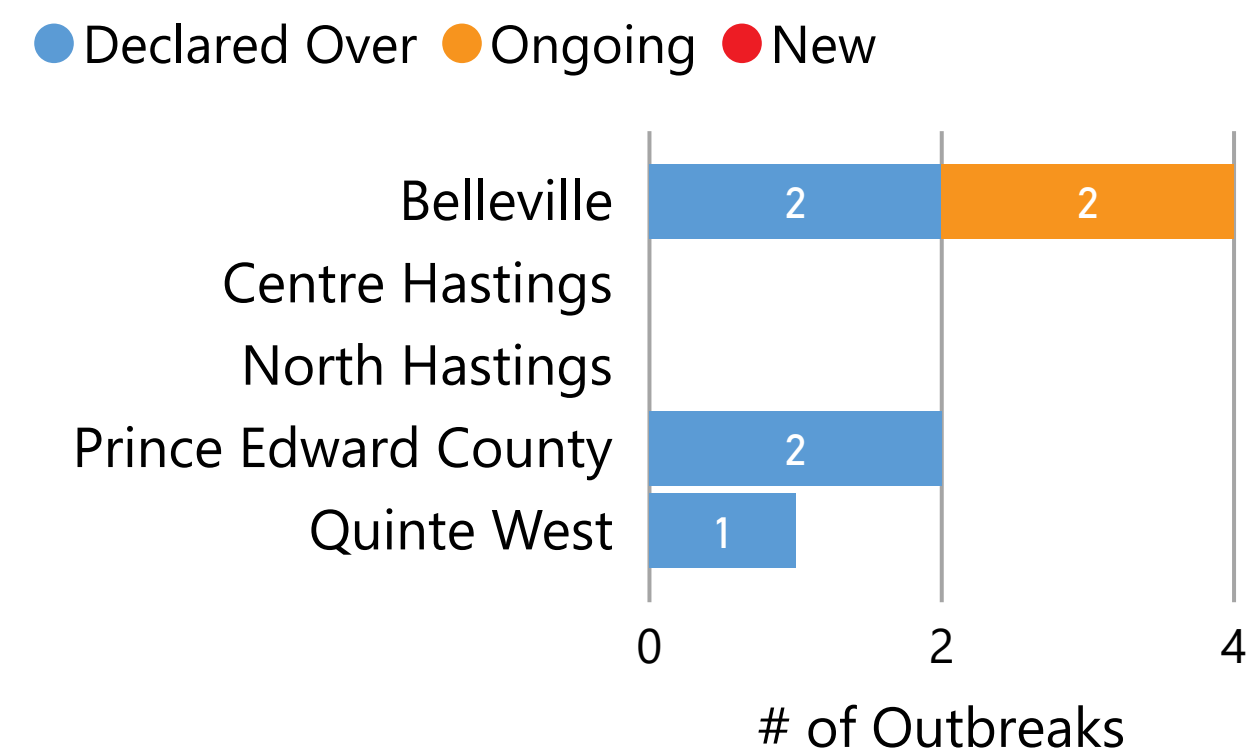 Declared Over Ongoing New
Belleville 2 2
Centre Hastings
North Hastings
Prince Edward County 2
Quinte West 1
0 2 4
# of Outbreaks